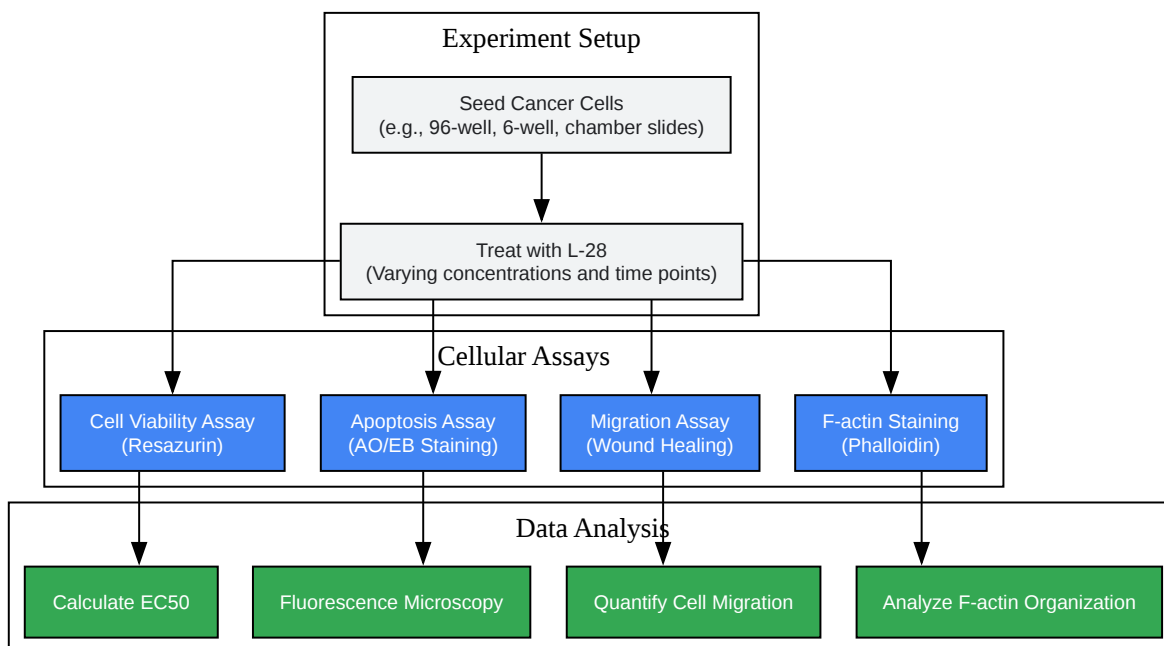 Experiment Setup
Seed Cancer Cells
(e.g., 96-well, 6-well, chamber slides)
Treat with L-28
(Varying concentrations and time points)
Cellular Assays
Cell Viability Assay
(Resazurin)
Apoptosis Assay
(AO/EB Staining)
Migration Assay
(Wound Healing)
F-actin Staining
(Phalloidin)
Data Analysis
Calculate EC50
Fluorescence Microscopy
Quantify Cell Migration
Analyze F-actin Organization